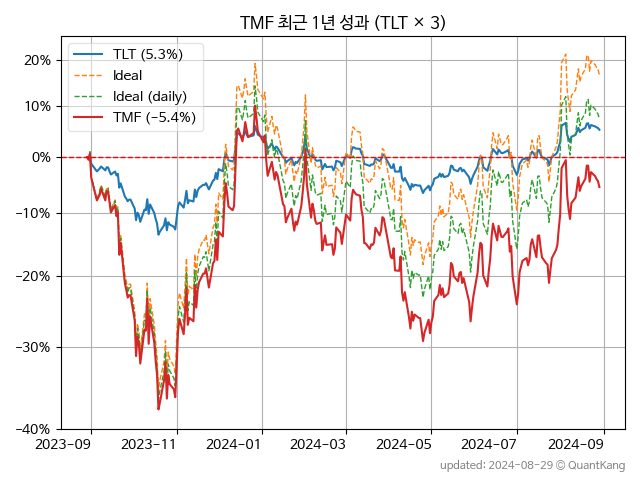 TMF 최근 1년 성과 (TLT × 3)
TLT (5.3%)
Ideal
Ideal (daily)
TMF (−5.4%)
20%
10%
0%
−10%
−20%
−30%
−40%
2023-09 2023-11 2024-01 2024-03 2024-05 2024-07 2024-09
updated: 2024-08-29 © QuantKang